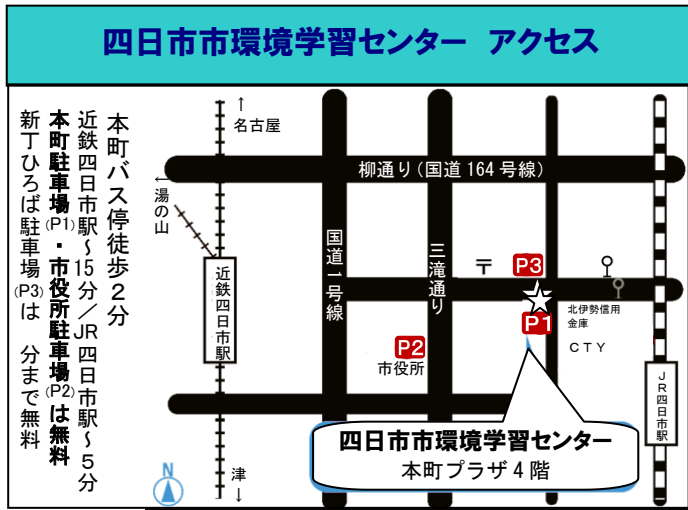 四日市市環境学習センター アクセス
本町バス停徒歩２分
近鉄四日市駅～15分／JR四日市駅～５分
本町駐車場(P1)・市役所駐車場(P2)は無料
新丁ひろば駐車場(P3)は　分まで無料
↑
名古屋
←湯の山
近鉄四日市駅
津
↓
N
柳通り(国道164号線)
国道1号線
三滝通り
〒
P3
P1
P2
市役所
北伊勢信用
金庫
CTY
JR四日市駅
四日市市環境学習センター
本町プラザ4階